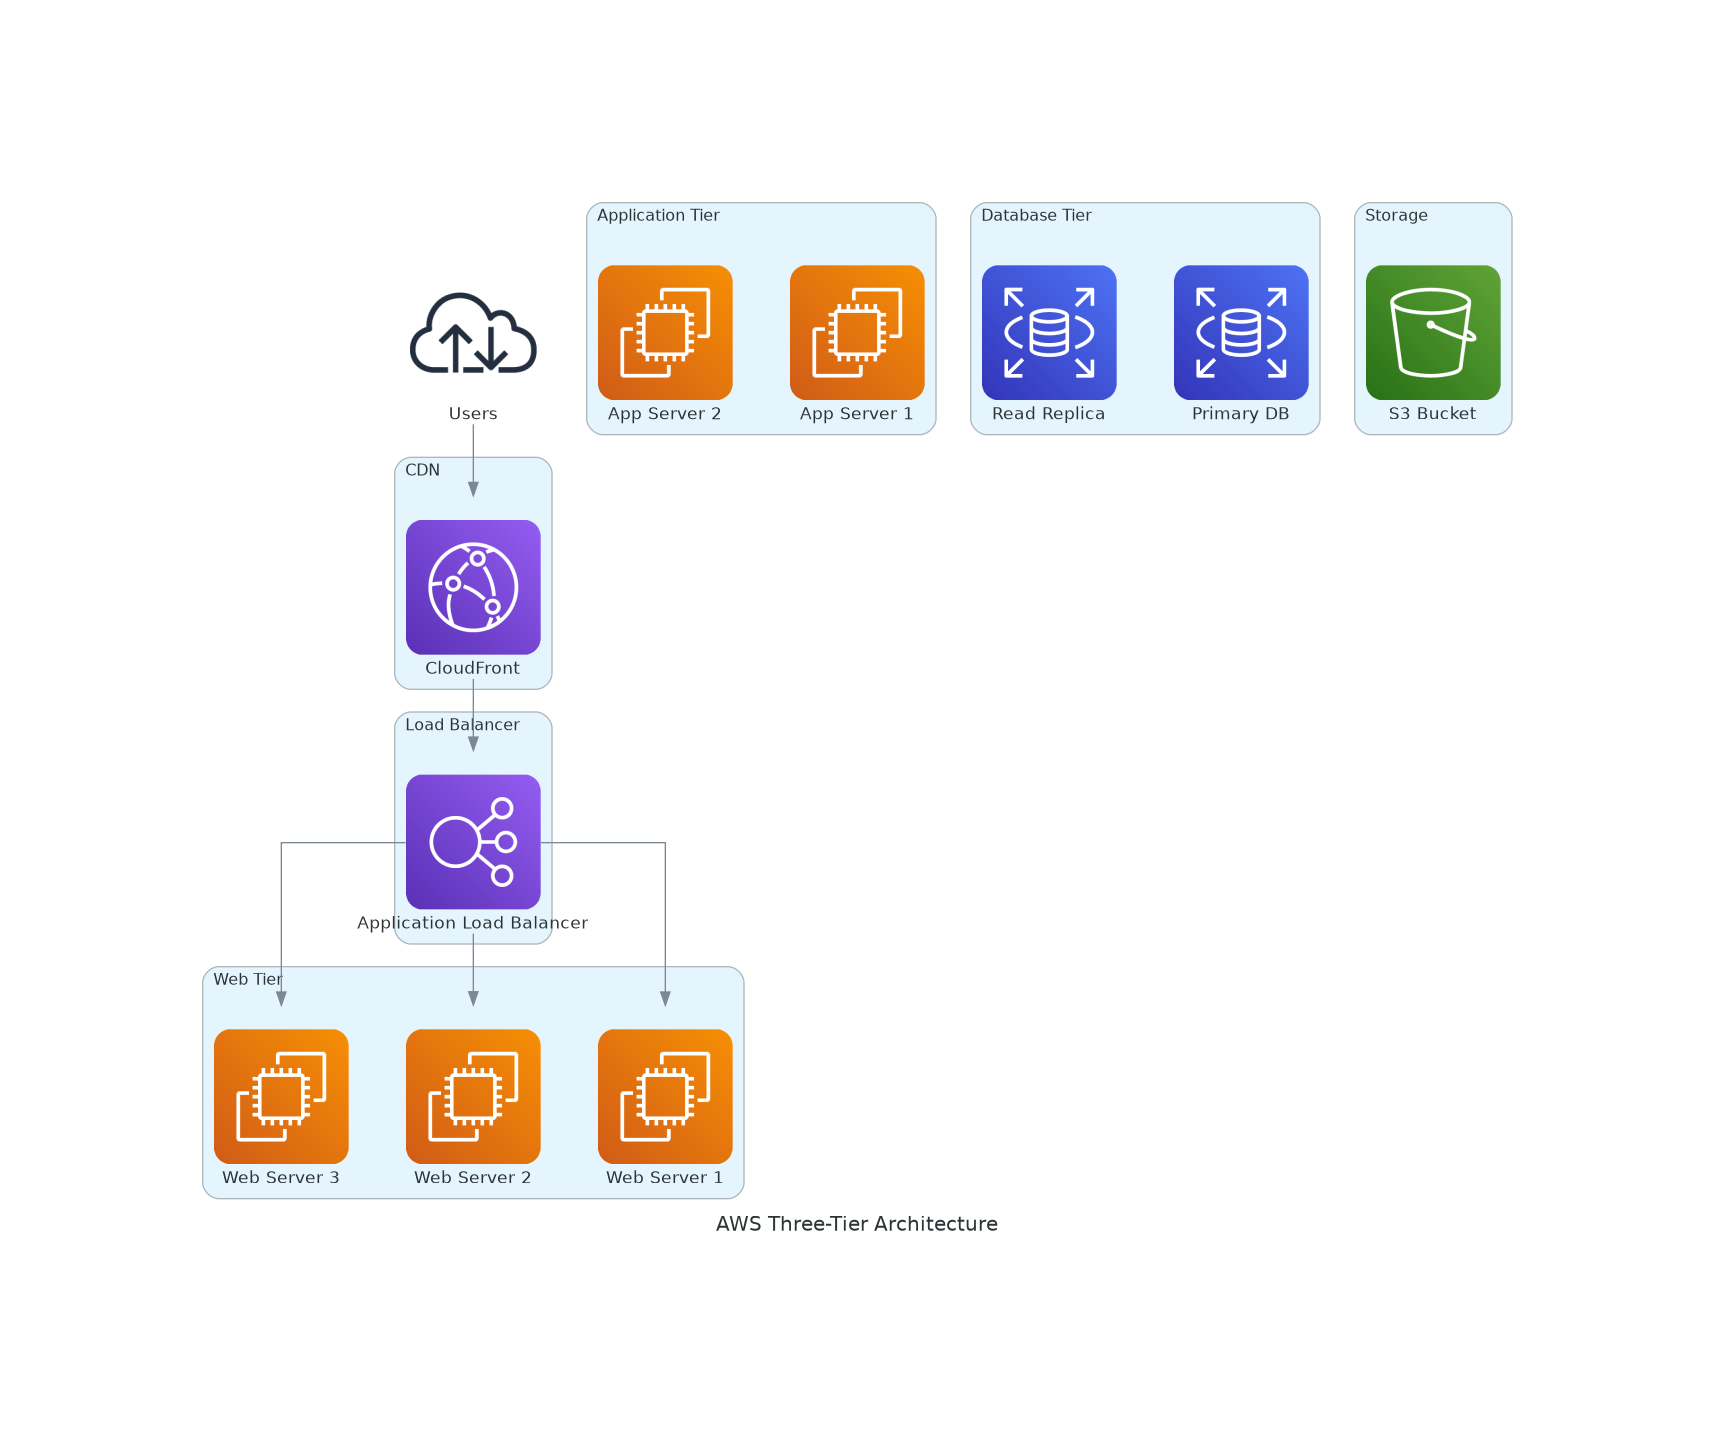 Application Tier
Database Tier
Storage
Users
App Server 2
App Server 1
Read Replica
Primary DB
S3 Bucket
CDN
CloudFront
Load Balancer
Application Load Balancer
Web Tier
Web Server 3
Web Server 2
Web Server 1
AWS Three-Tier Architecture